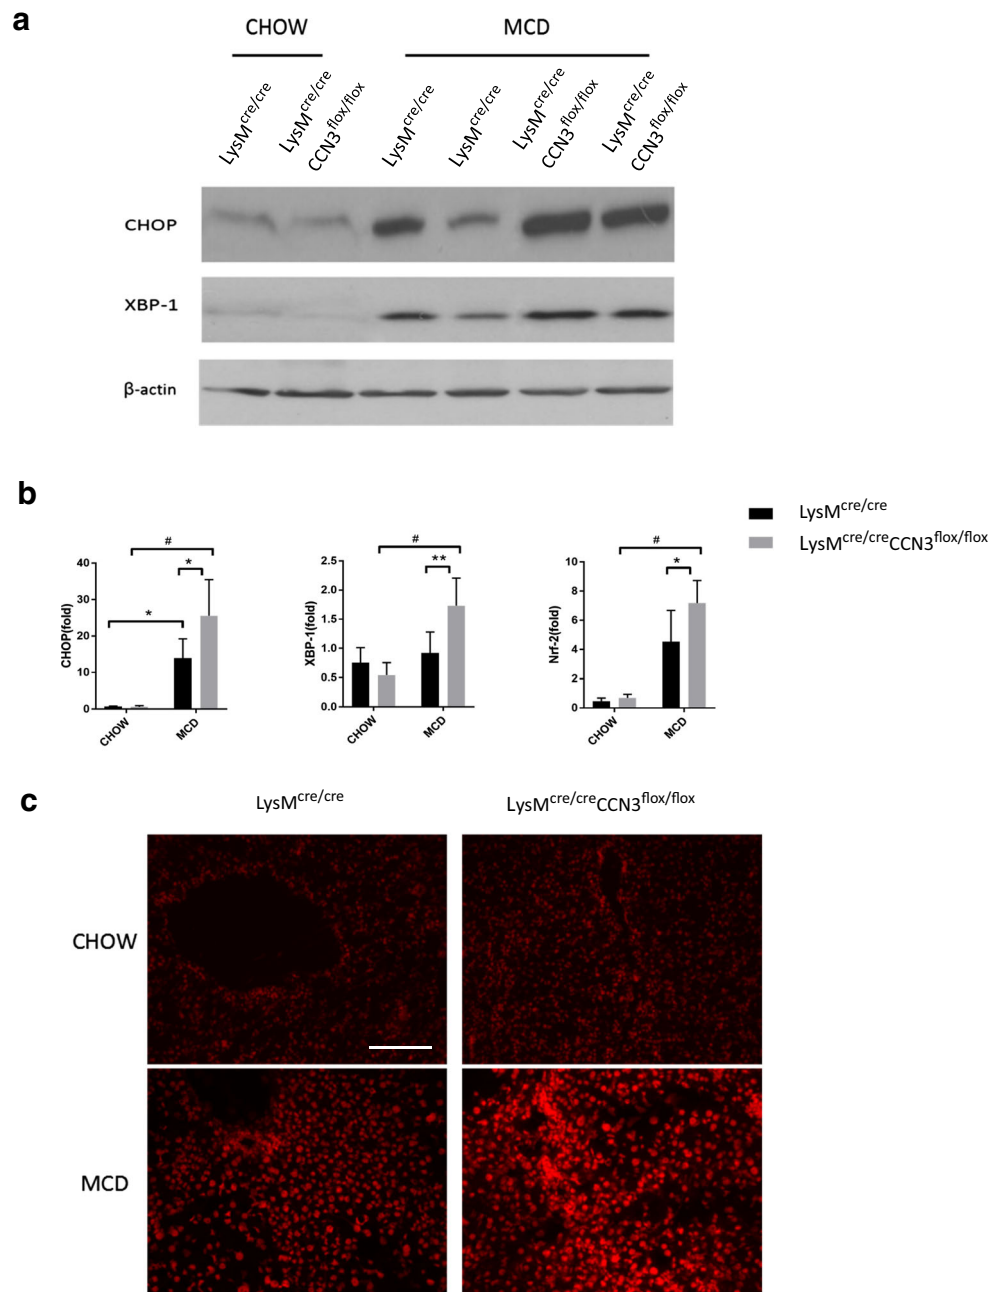 a
CHOW
MCD
LysMcre/cre
LysMcre/cre
CCN3flox/flox
LysMcre/cre
LysMcre/cre
LysMcre/cre
CCN3flox/flox
LysMcre/cre
CCN3flox/flox
CHOP
XBP-1
β-actin
b
LysMcre/cre
LysMcre/creCCN3flox/flox
CHOP(fold)
40
30
20
10
0
#
*
*
CHOW
MCD
XBP-1(fold)
2.5
2.0
1.5
1.0
0.5
0.0
#
**
CHOW
MCD
Nrf-2(fold)
10
8
6
4
2
0
#
*
CHOW
MCD
c
LysMcre/cre
LysMcre/creCCN3flox/flox
CHOW
MCD